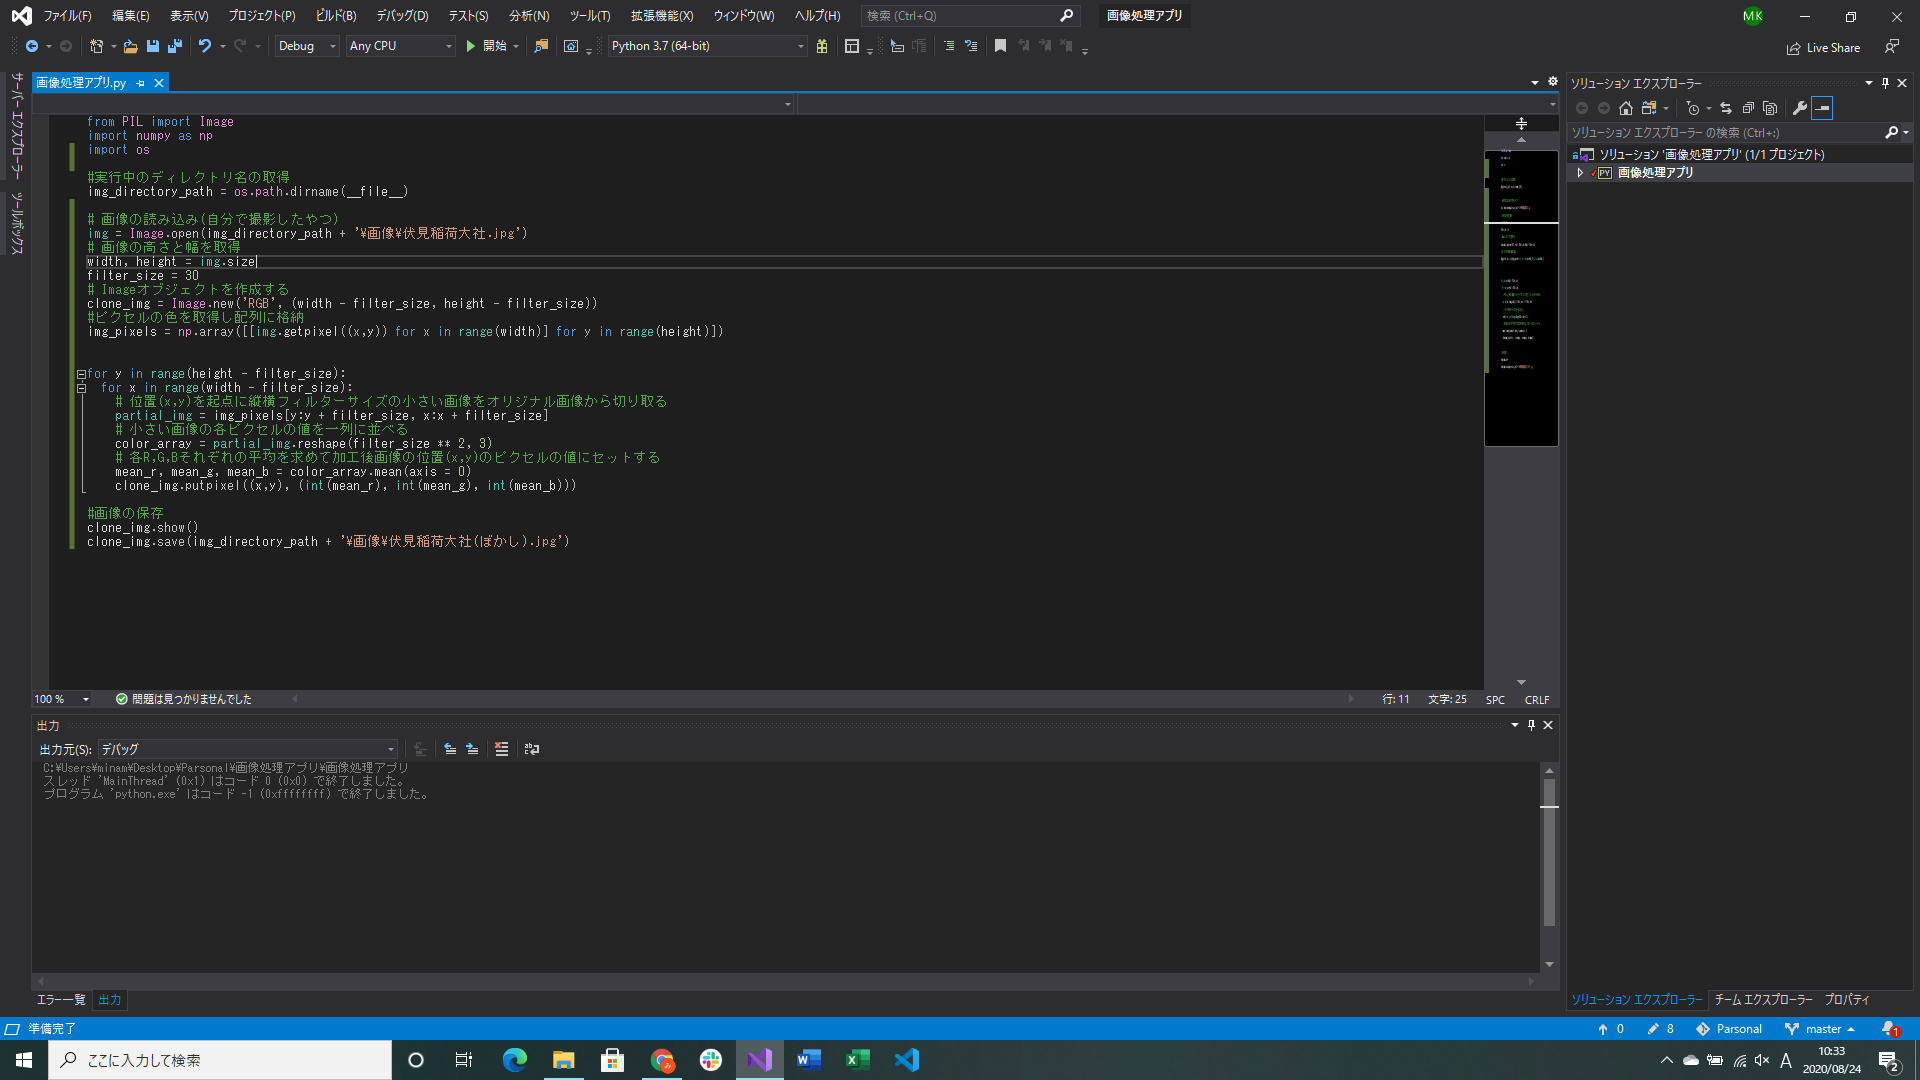 ファイル(F) 編集(E) 表示(V) プロジェクト(P) ビルド(B) デバッグ(D) テスト(S) 分析(N) ツール(T) 拡張機能(X) ウィンドウ(W) ヘルプ(H) 検索 (Ctrl+Q) 画像処理アプリ MK
Debug Any CPU 開始 Python 3.7 (64-bit) Live Share
サーバー エクスプローラー
ツールボックス
画像処理アプリ.py
from PIL import Image
import numpy as np
import os
#実行中のディレクトリ名の取得
img_directory_path = os.path.dirname(__file__)
# 画像の読み込み(自分で撮影したやつ)
img = Image.open(img_directory_path + '¥画像¥伏見稲荷大社.jpg')
# 画像の高さと幅を取得
width, height = img.size
filter_size = 30
# Imageオブジェクトを作成する
clone_img = Image.new('RGB', (width - filter_size, height - filter_size))
#ピクセルの色を取得し配列に格納
img_pixels = np.array([[img.getpixel((x,y)) for x in range(width)] for y in range(height)])
for y in range(height - filter_size):
for x in range(width - filter_size):
# 位置(x,y)を起点に縦横フィルターサイズの小さい画像をオリジナル画像から切り取る
partial_img = img_pixels[y:y + filter_size, x:x + filter_size]
# 小さい画像の各ピクセルの値を一列に並べる
color_array = partial_img.reshape(filter_size ** 2, 3)
# 各R,G,Bそれぞれの平均を求めて加工後画像の位置(x,y)のピクセルの値にセットする
mean_r, mean_g, mean_b = color_array.mean(axis = 0)
clone_img.putpixel((x,y), (int(mean_r), int(mean_g), int(mean_b)))
#画像の保存
clone_img.show()
clone_img.save(img_directory_path + '¥画像¥伏見稲荷大社(ぼかし).jpg')
100 % 問題は見つかりませんでした 行: 11 文字: 25 SPC CRLF
出力
出力元(S): デバッグ
C:¥Users¥minam¥Desktop¥Parsonal¥画像処理アプリ¥画像処理アプリ
スレッド 'MainThread' (0x1) はコード 0 (0x0) で終了しました。
プログラム 'python.exe' はコード -1 (0xffffffff) で終了しました。
エラー一覧 出力
ソリューション エクスプローラー
ソリューション エクスプローラー の検索 (Ctrl+:)
ソリューション '画像処理アプリ' (1/1 プロジェクト)
PY 画像処理アプリ
ソリューション エクスプローラー チーム エクスプローラー プロパティ
準備完了 0 8 Parsonal master 1
ここに入力して検索 A 10:33
2020/08/24 2